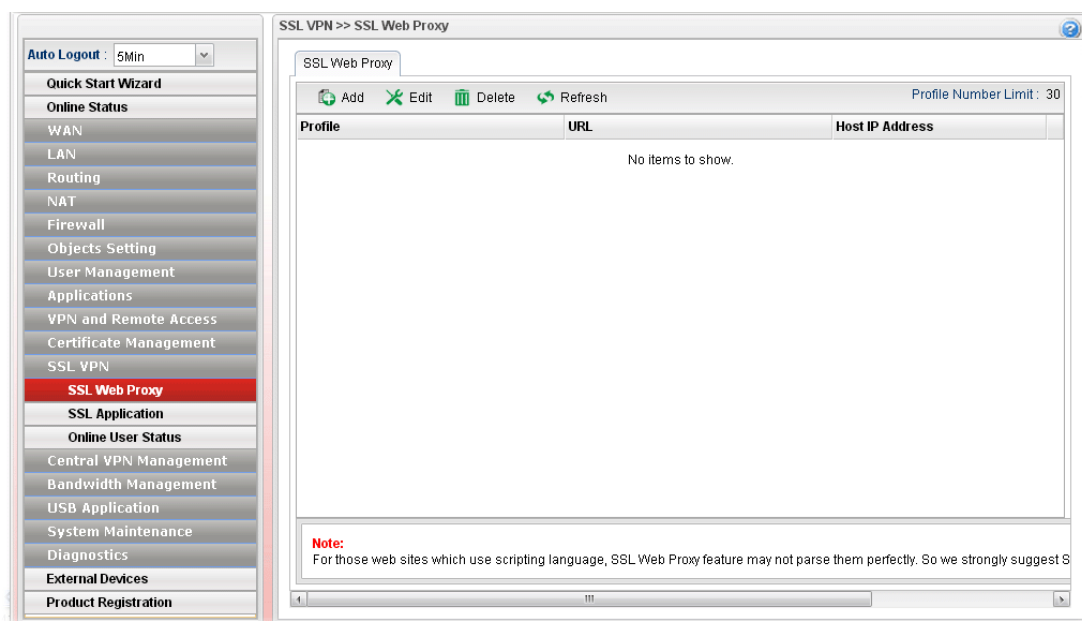 SSL VPN >> SSL Web Proxy
Auto Logout : 5Min
Quick Start Wizard
Online Status
WAN
LAN
Routing
NAT
Firewall
Objects Setting
User Management
Applications
VPN and Remote Access
Certificate Management
SSL VPN
SSL Web Proxy
SSL Application
Online User Status
Central VPN Management
Bandwidth Management
USB Application
System Maintenance
Diagnostics
External Devices
Product Registration
SSL Web Proxy
Add Edit Delete Refresh Profile Number Limit : 30
Profile URL Host IP Address
No items to show.
Note:
For those web sites which use scripting language, SSL Web Proxy feature may not parse them perfectly. So we strongly suggest S